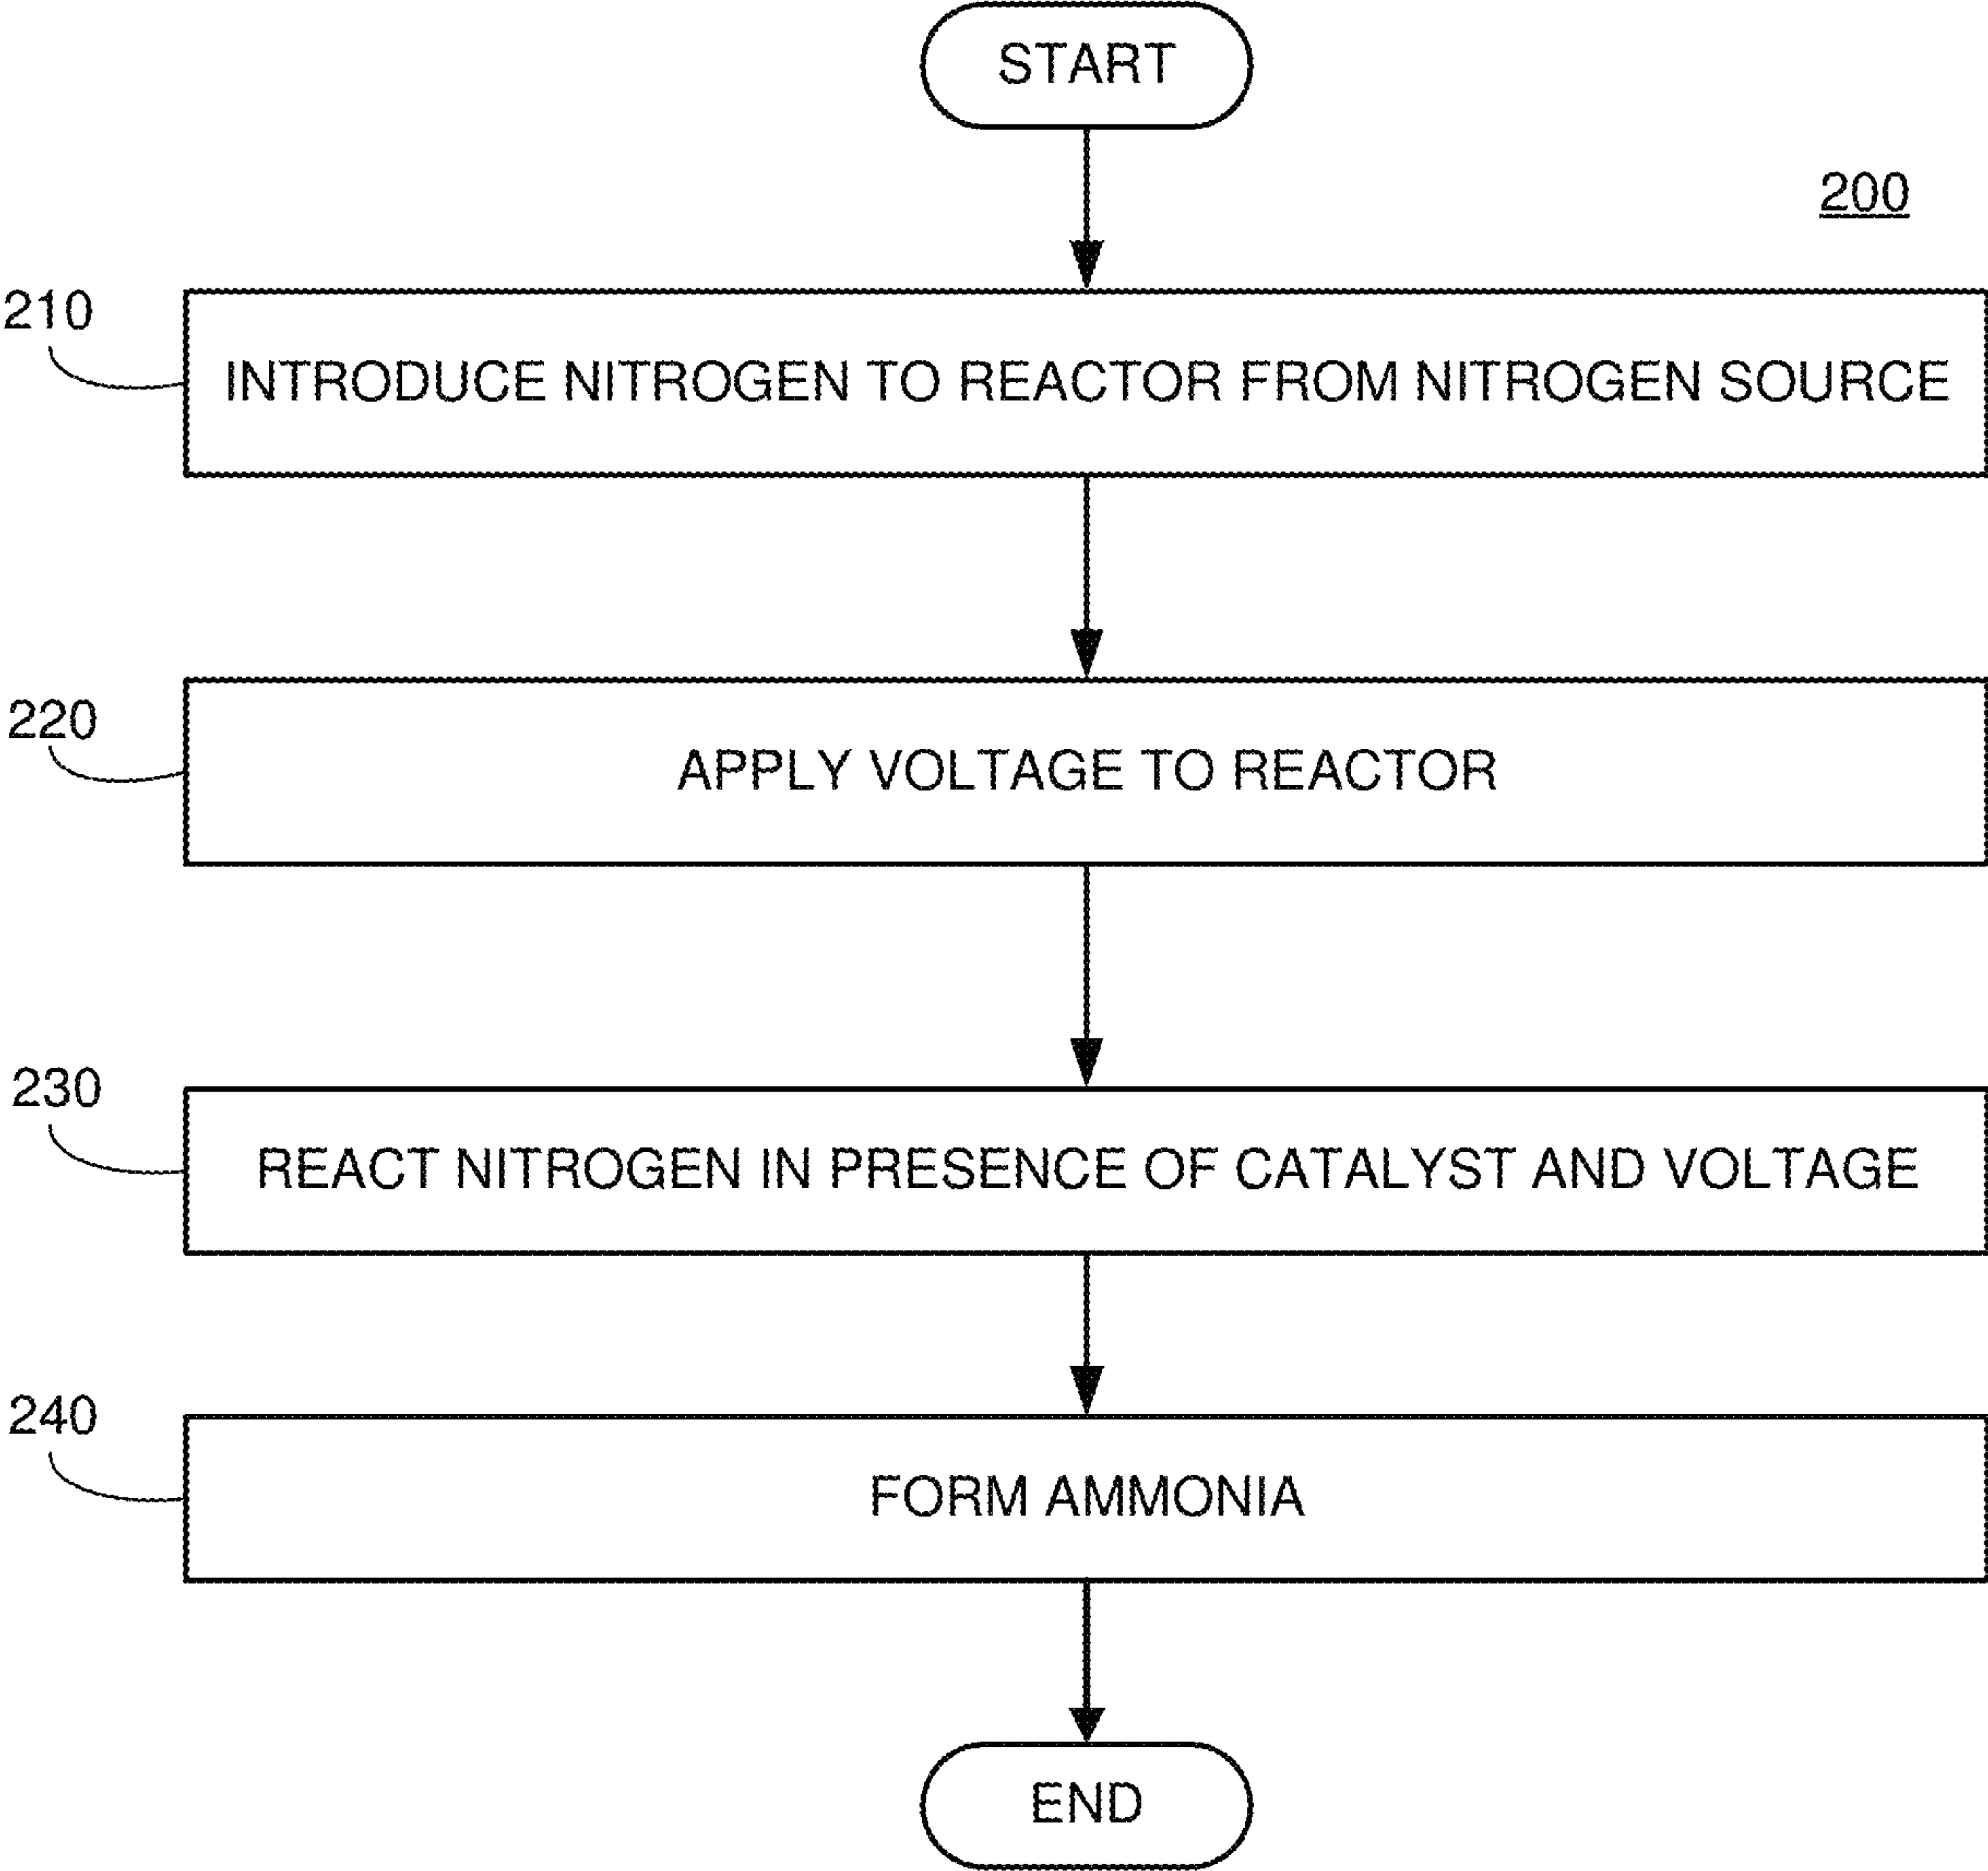 START
200
210
INTRODUCE NITROGEN TO REACTOR FROM NITROGEN SOURCE
220
APPLY VOLTAGE TO REACTOR
230
REACT NITROGEN IN PRESENCE OF CATALYST AND VOLTAGE
240
FORM AMMONIA
END